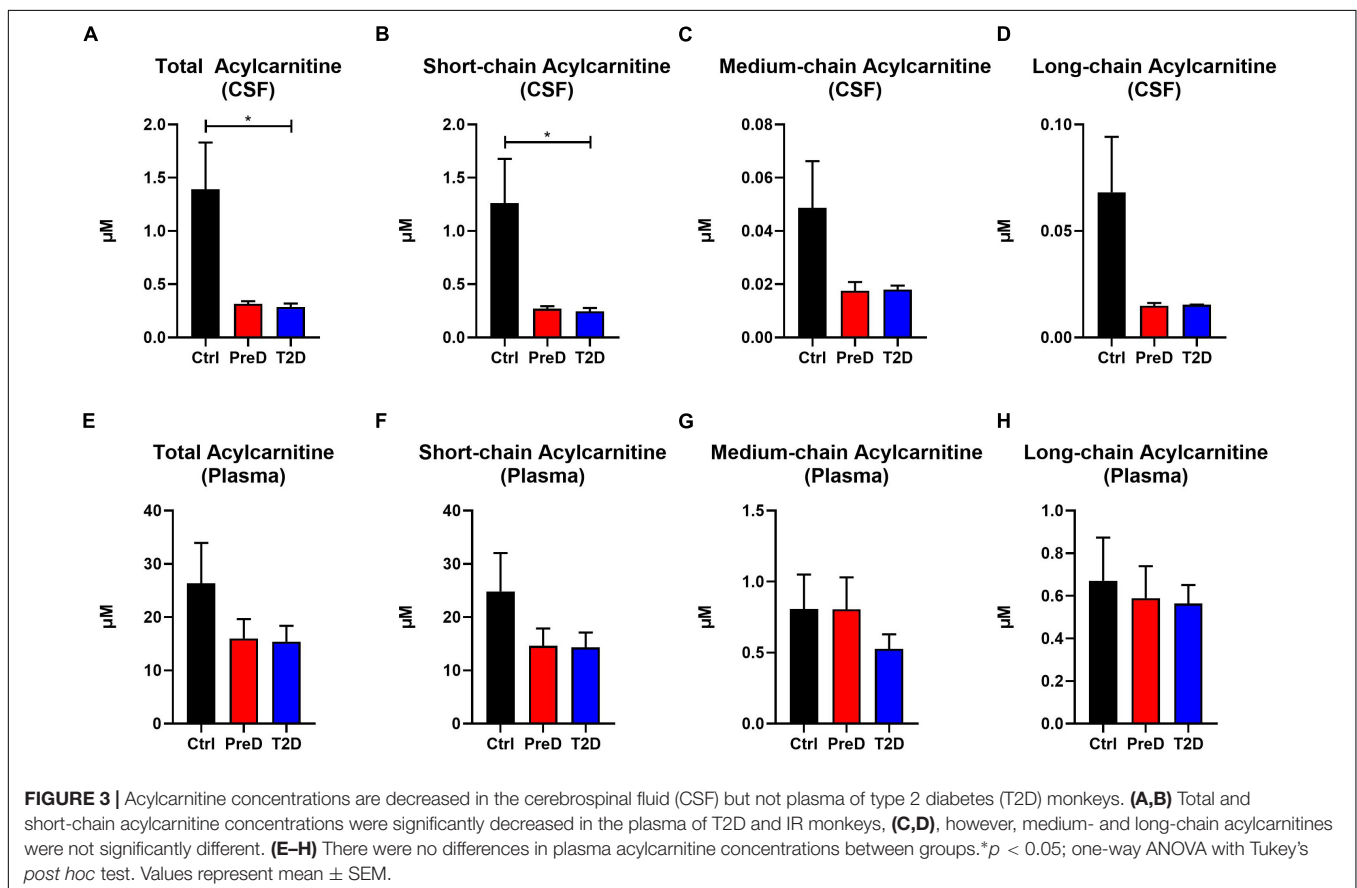 A
Total Acylcarnitine
(CSF)
*
2.0
1.5
1.0
0.5
0.0
µM
Ctrl PreD T2D
B
Short-chain Acylcarnitine
(CSF)
*
2.0
1.5
1.0
0.5
0.0
µM
Ctrl PreD T2D
C
Medium-chain Acylcarnitine
(CSF)
0.08
0.06
0.04
0.02
0.00
µM
Ctrl PreD T2D
D
Long-chain Acylcarnitine
(CSF)
0.10
0.05
0.00
µM
Ctrl PreD T2D
E
Total Acylcarnitine
(Plasma)
40
30
20
10
0
µM
Ctrl PreD T2D
F
Short-chain Acylcarnitine
(Plasma)
40
30
20
10
0
µM
Ctrl PreD T2D
G
Medium-chain Acylcarnitine
(Plasma)
1.5
1.0
0.5
0.0
µM
Ctrl PreD T2D
H
Long-chain Acylcarnitine
(Plasma)
1.0
0.8
0.6
0.4
0.2
0.0
µM
Ctrl PreD T2D
FIGURE 3 | Acylcarnitine concentrations are decreased in the cerebrospinal fluid (CSF) but not plasma of type 2 diabetes (T2D) monkeys. (A,B) Total and
short-chain acylcarnitine concentrations were significantly decreased in the plasma of T2D and IR monkeys, (C,D), however, medium- and long-chain acylcarnitines
were not significantly different. (E–H) There were no differences in plasma acylcarnitine concentrations between groups.*p < 0.05; one-way ANOVA with Tukey's
post hoc test. Values represent mean ± SEM.